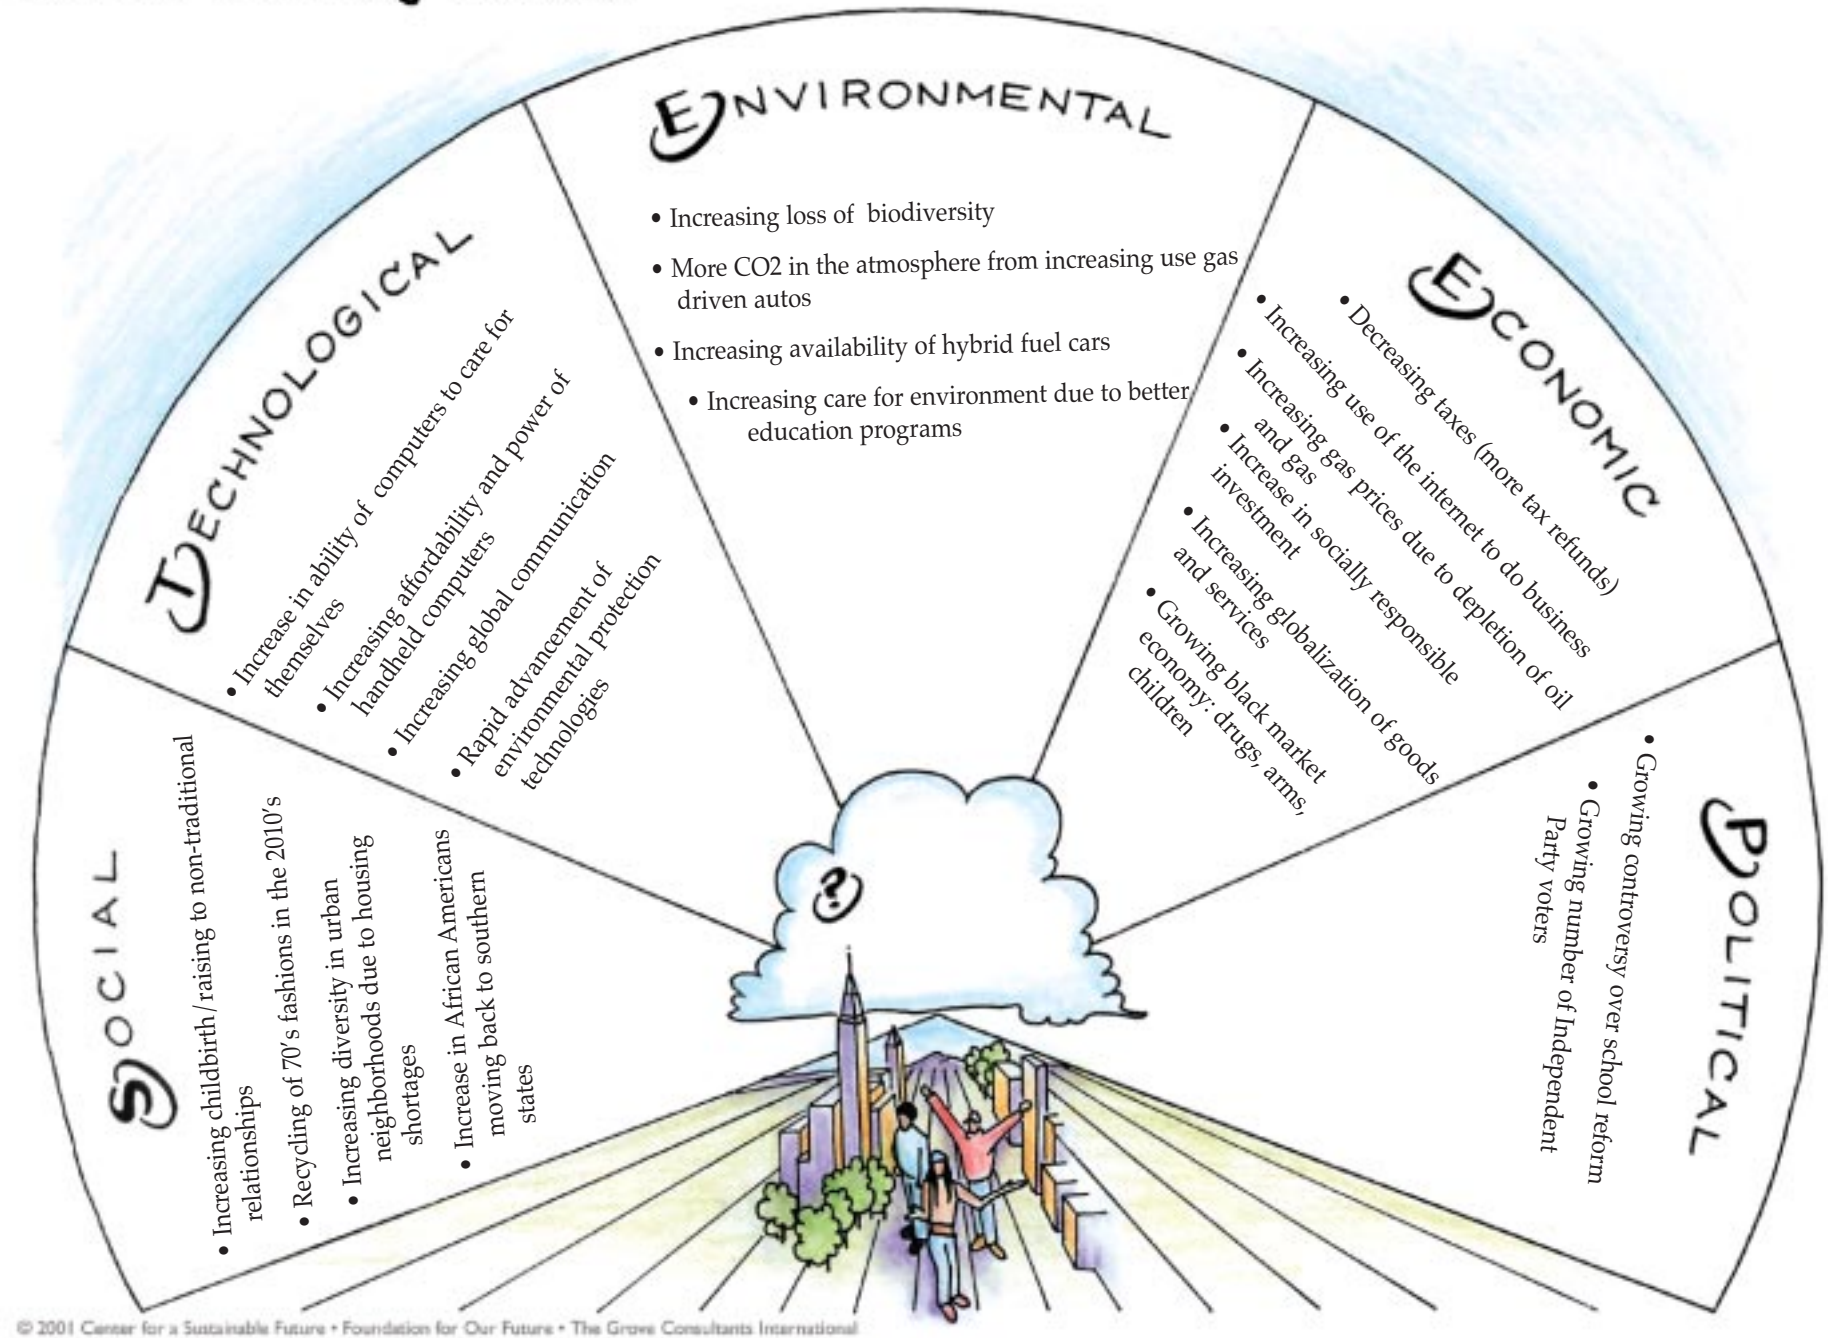 SOCIAL
• Increasing childbirth/raising to non-traditional
relationships
• Recycling of 70's fashions in the 2010's
• Increasing diversity in urban
neighborhoods due to housing
shortages
• Increase in African Americans
moving back to southern
states
TECHNOLOGICAL
• Increase in ability of computers to care for
themselves
• Increasing affordability and power of
handheld computers
• Increasing global communication
• Rapid advancement of
environmental protection
technologies
ENVIRONMENTAL
• Increasing loss of biodiversity
• More CO2 in the atmosphere from increasing use gas
driven autos
• Increasing availability of hybrid fuel cars
• Increasing care for environment due to better
education programs
ECONOMIC
• Decreasing taxes (more tax refunds)
• Increasing use of the internet to do business
• Increasing gas prices due to depletion of oil
and gas
• Increase in socially responsible
investment
• Increasing globalization of goods
and services
• Growing black market
economy: drugs, arms,
children
POLITICAL
• Growing controversy over school reform
• Growing number of Independent
Party voters
?
© 2001 Center for a Sustainable Future • Foundation for Our Future • The Grove Consultants International